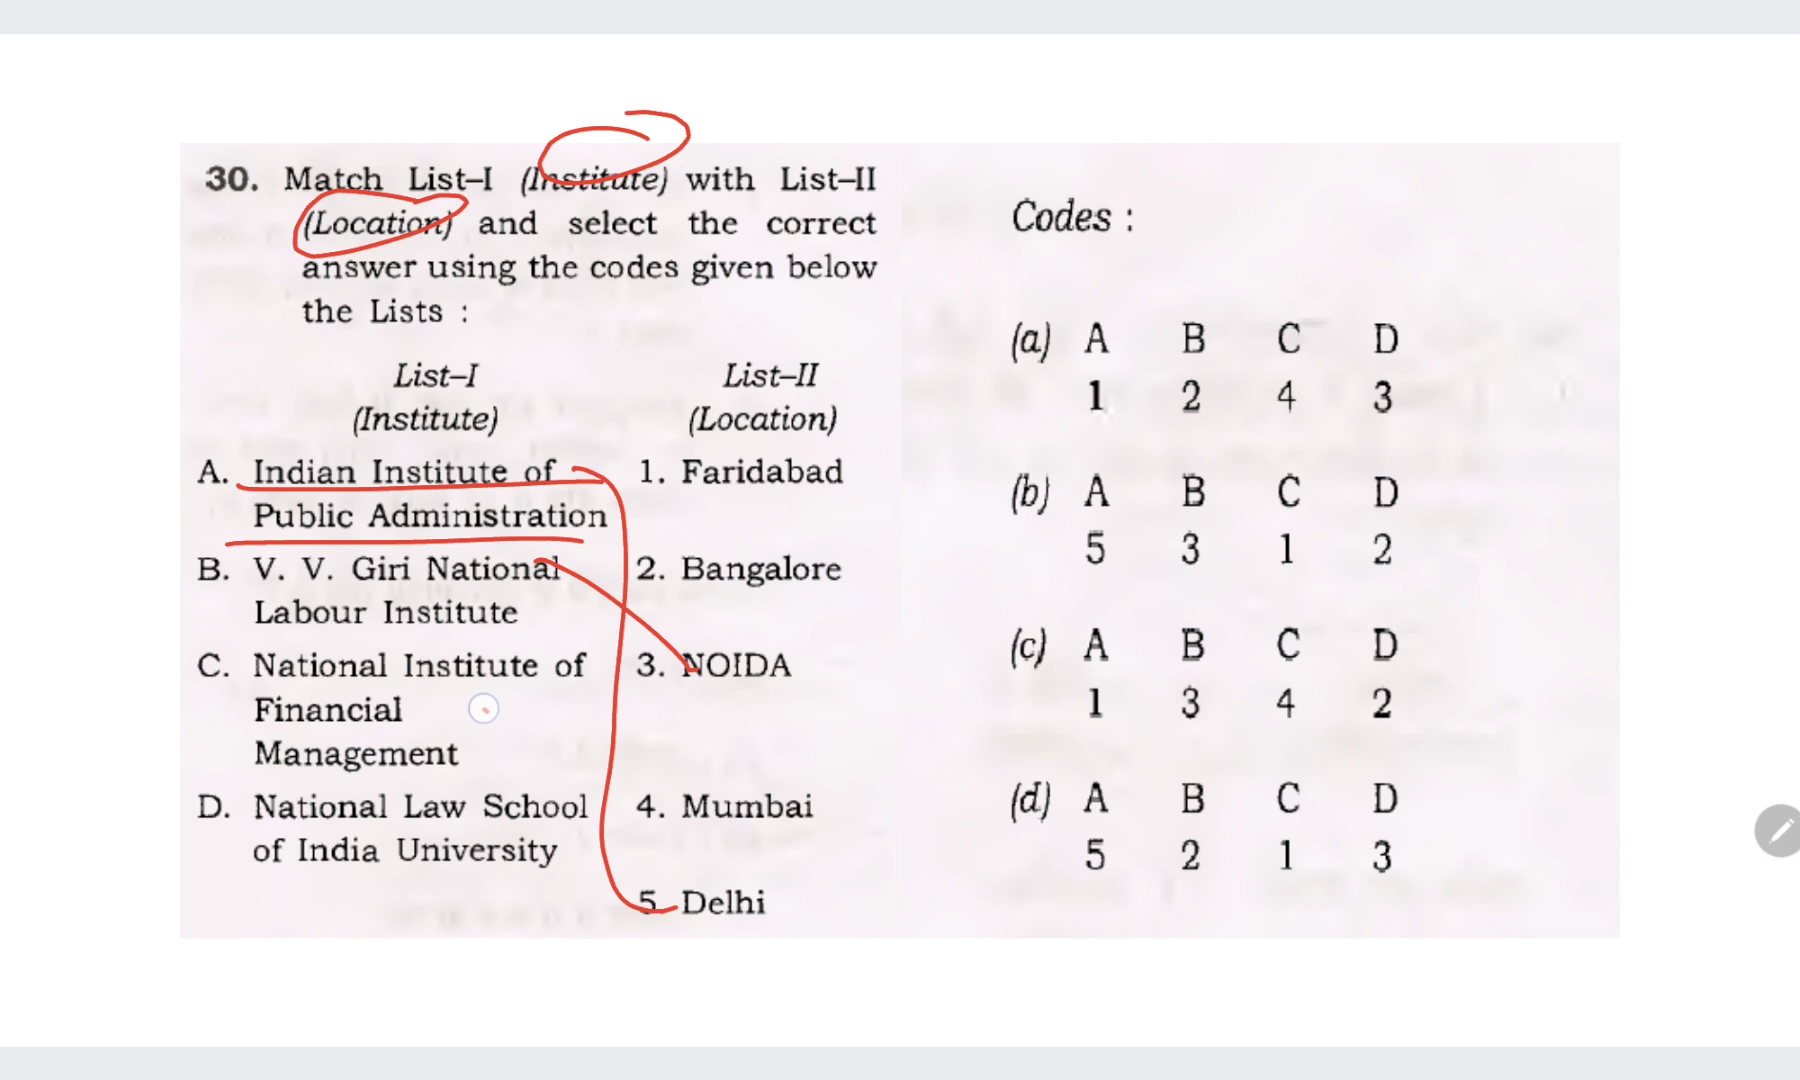 30. Match List–I (Institute) with List–II
(Location) and select the correct
answer using the codes given below
the Lists :
List–I
(Institute)
List–II
(Location)
A. Indian Institute of
Public Administration
1. Faridabad
B. V. V. Giri National
Labour Institute
2. Bangalore
C. National Institute of
Financial
Management
3. NOIDA
D. National Law School
of India University
4. Mumbai
5. Delhi
Codes :
(a) A B C D
1 2 4 3
(b) A B C D
5 3 1 2
(c) A B C D
1 3 4 2
(d) A B C D
5 2 1 3